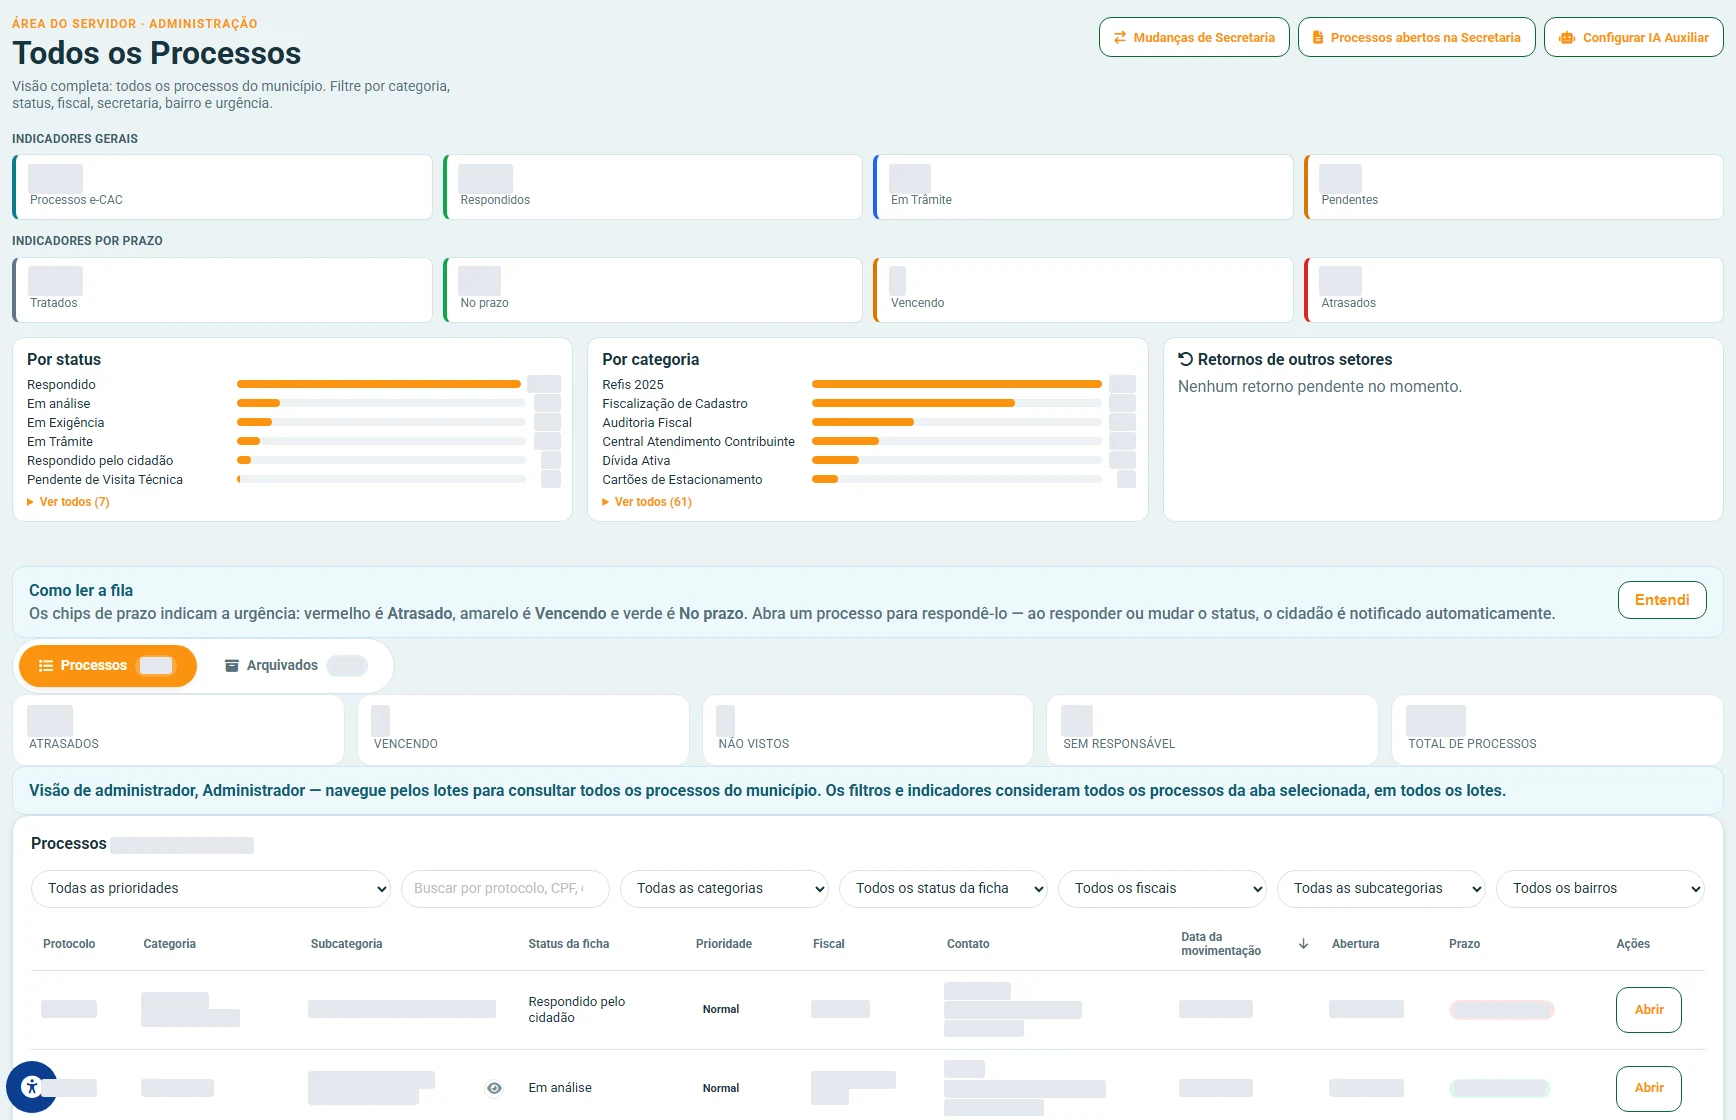 ÁREA DO SERVIDOR · ADMINISTRAÇÃO
Todos os Processos
Visão completa: todos os processos do município. Filtre por categoria,
status, fiscal, secretaria, bairro e urgência.
Mudanças de Secretaria
Processos abertos na Secretaria
Configurar IA Auxiliar
INDICADORES GERAIS
Processos e-CAC
Respondidos
Em Trâmite
Pendentes
INDICADORES POR PRAZO
Tratados
No prazo
Vencendo
Atrasados
Por status
Respondido
Em análise
Em Exigência
Em Trâmite
Respondido pelo cidadão
Pendente de Visita Técnica
Ver todos (7)
Por categoria
Refis 2025
Fiscalização de Cadastro
Auditoria Fiscal
Central Atendimento Contribuinte
Dívida Ativa
Cartões de Estacionamento
Ver todos (61)
Retornos de outros setores
Nenhum retorno pendente no momento.
Como ler a fila
Os chips de prazo indicam a urgência: vermelho é Atrasado, amarelo é Vencendo e verde é No prazo. Abra um processo para respondê-lo — ao responder ou mudar o status, o cidadão é notificado automaticamente.
Entendi
Processos
Arquivados
ATRASADOS
VENCENDO
NÃO VISTOS
SEM RESPONSÁVEL
TOTAL DE PROCESSOS
Visão de administrador, Administrador — navegue pelos lotes para consultar todos os processos do município. Os filtros e indicadores consideram todos os processos da aba selecionada, em todos os lotes.
Processos
Todas as prioridades
Buscar por protocolo, CPF,
Todas as categorias
Todos os status da ficha
Todos os fiscais
Todas as subcategorias
Todos os bairros
Protocolo
Categoria
Subcategoria
Status da ficha
Prioridade
Fiscal
Contato
Data da
movimentação
Abertura
Prazo
Ações
Respondido pelo
cidadão
Normal
Abrir
Em análise
Normal
Abrir